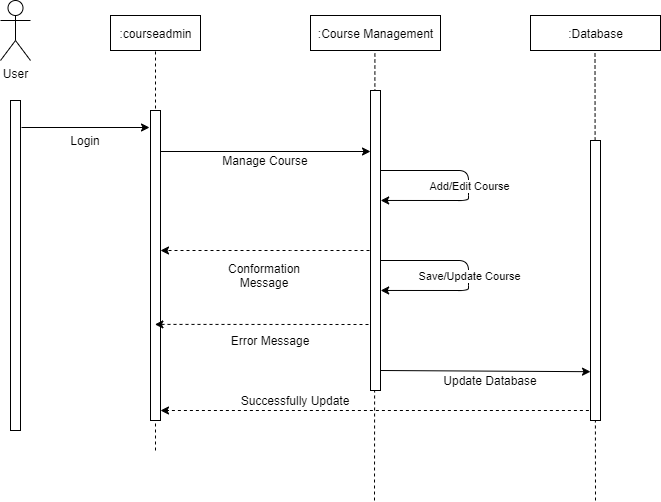 :courseadmin
:Course Management
:Database
User
Login
Manage Course
Add/Edit Course
Conformation
Message
Save/Update Course
Error Message
Update Database
Successfully Update